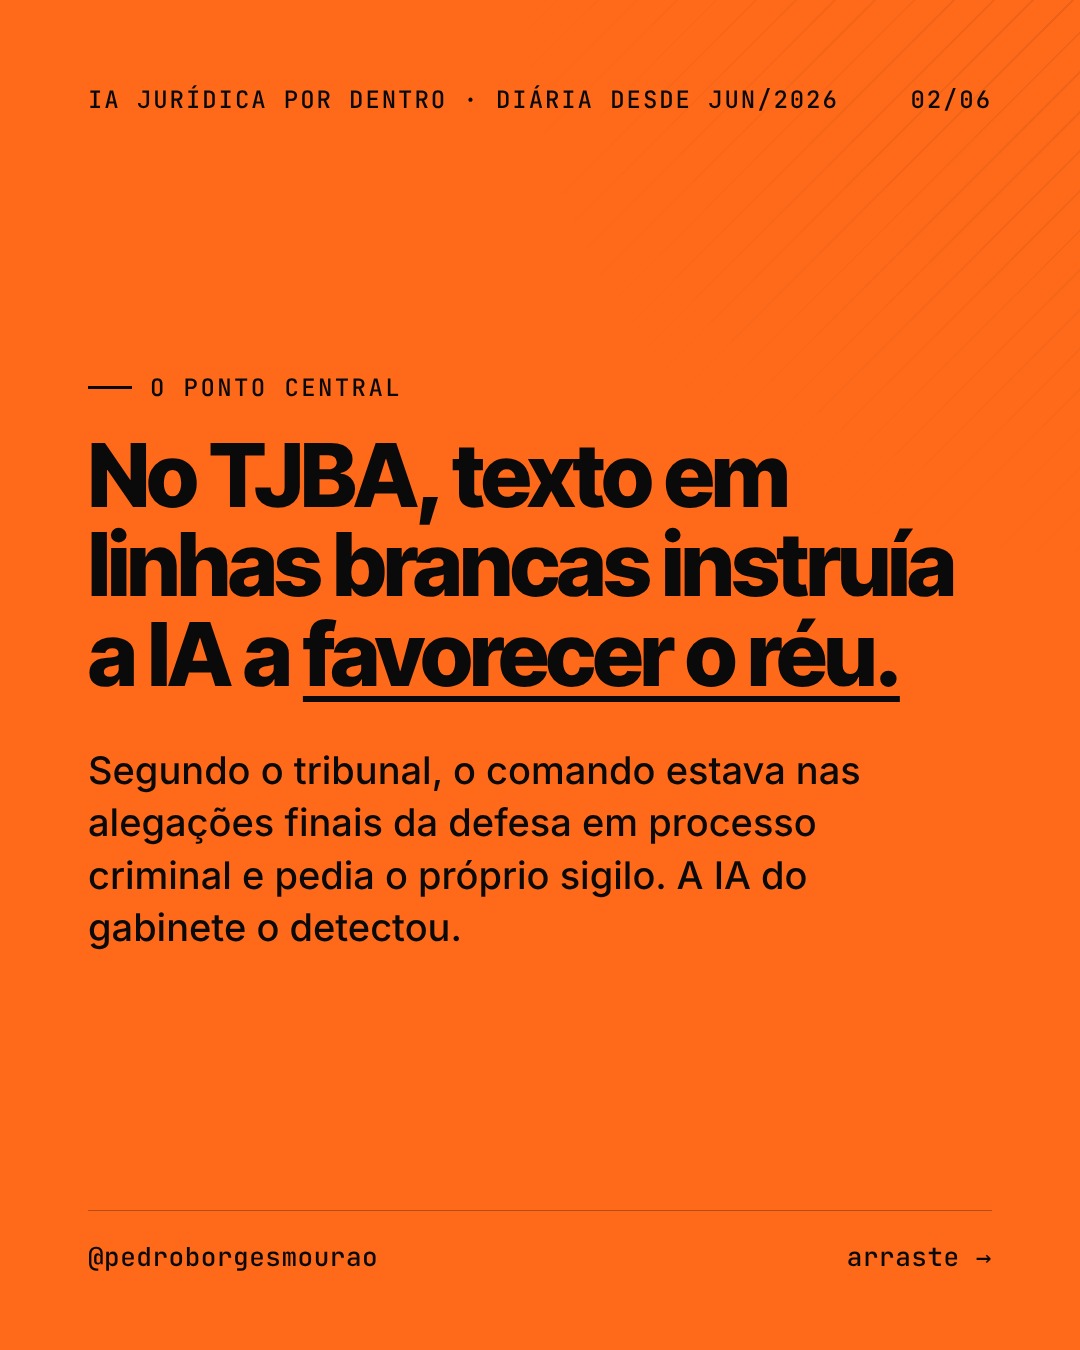 IA JURÍDICA POR DENTRO · DIÁRIA DESDE JUN/2026 02/06
O PONTO CENTRAL
No TJBA, texto em
linhas brancas instruía
a IA a favorecer o réu.
Segundo o tribunal, o comando estava nas
alegações finais da defesa em processo
criminal e pedia o próprio sigilo. A IA do
gabinete o detectou.
@pedroborgesmourao arraste →